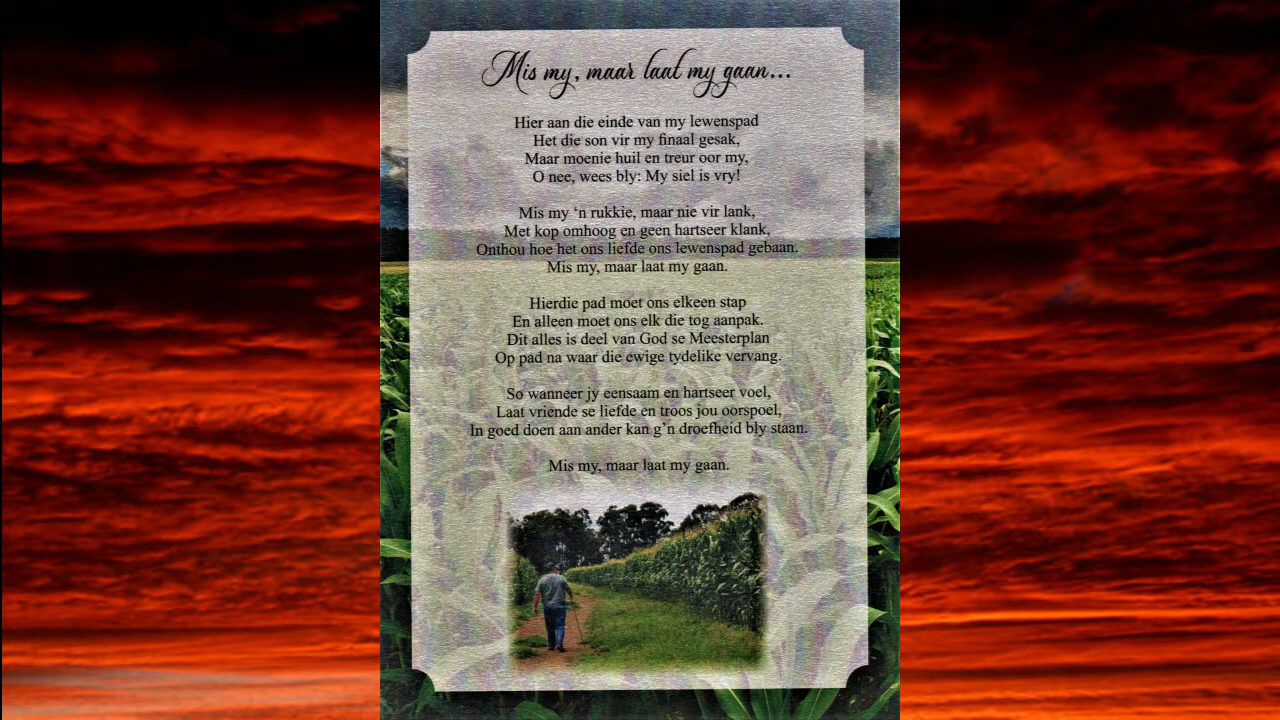 Mis my, maar laat my gaan...
Hier aan die einde van my lewenspad
Het die son vir my finaal gesak,
Maar moenie huil en treur oor my,
O nee, wees bly: My siel is vry!
Mis my ‘n rukkie, maar nie vir lank,
Met kop omhoog en geen hartseer klank,
Onthou hoe het ons liefde ons lewenspad gebaan.
Mis my, maar laat my gaan.
Hierdie pad moet ons elkeen stap
En alleen moet ons elk die tog aanpak.
Dit alles is deel van God se Meesterplan
Op pad na waar die ewige tydelike vervang.
So wanneer jy eensaam en hartseer voel,
Laat vriende se liefde en troos jou oorspoel,
In goed doen aan ander kan g’n droefheid bly staan.
Mis my, maar laat my gaan.